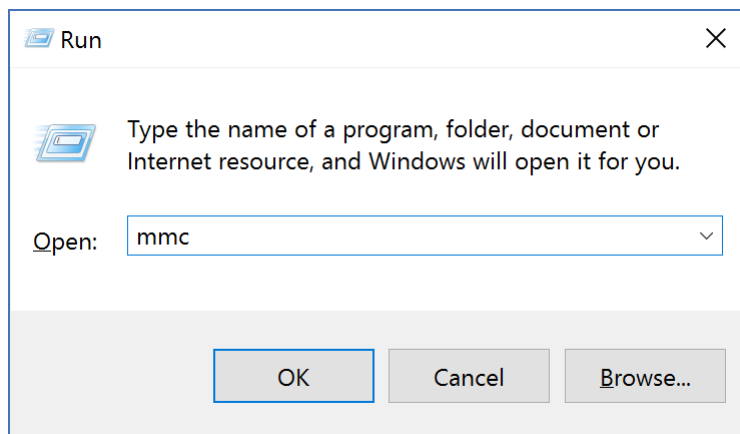 Run
Type the name of a program, folder, document or
Internet resource, and Windows will open it for you.
Open: mmc
OK Cancel Browse...